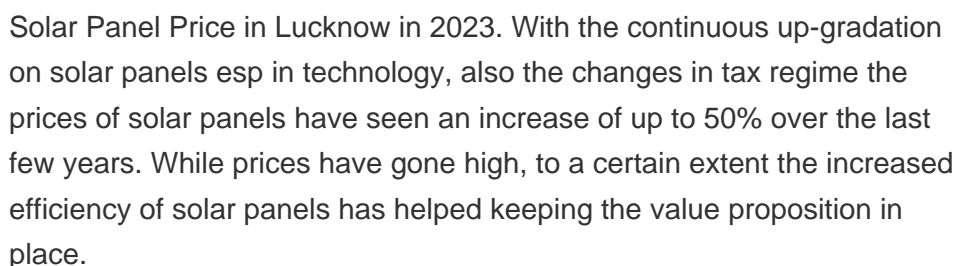 Solar Panel Price in Lucknow in 2023. With the continuous up-gradation
on solar panels esp in technology, also the changes in tax regime the
prices of solar panels have seen an increase of up to 50% over the last
few years. While prices have gone high, to a certain extent the increased
efficiency of solar panels has helped keeping the value proposition in
place.